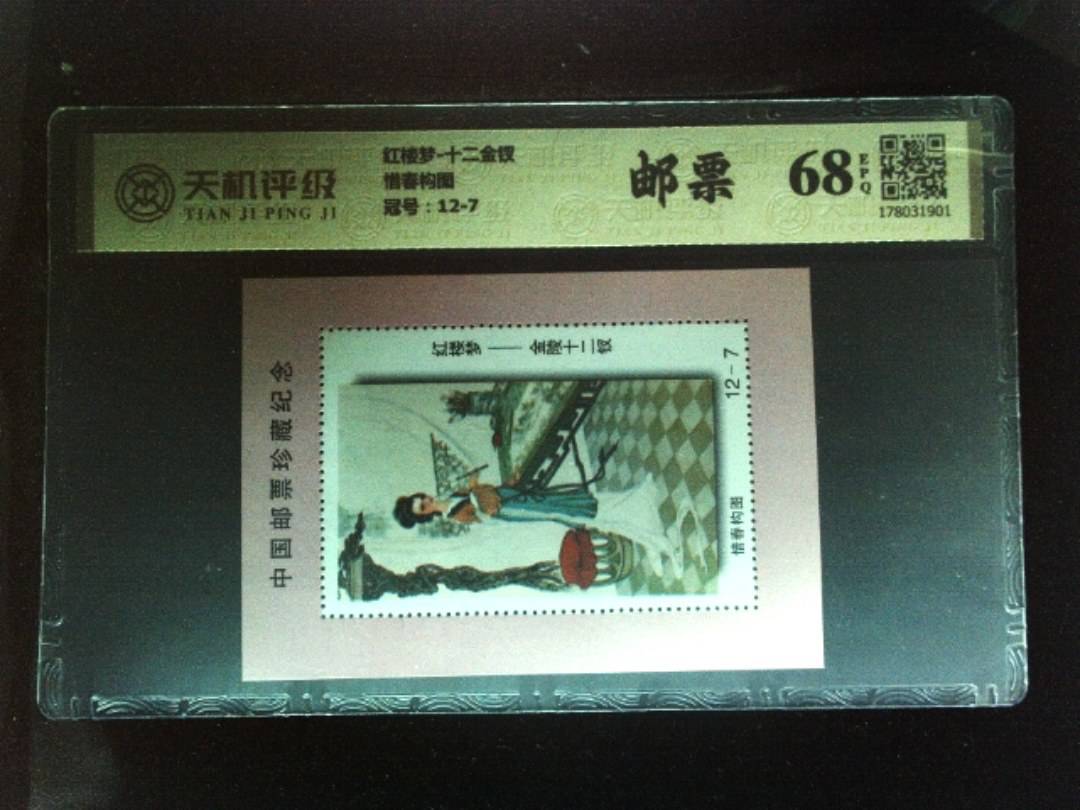 天机评级
TIAN JI PING JI
红楼梦-十二金钗
惜春构图
冠号：12-7
邮票
68
EPQ
178031901
中国邮票珍藏纪念
红楼梦——金陵十二钗
12-7
惜春构图